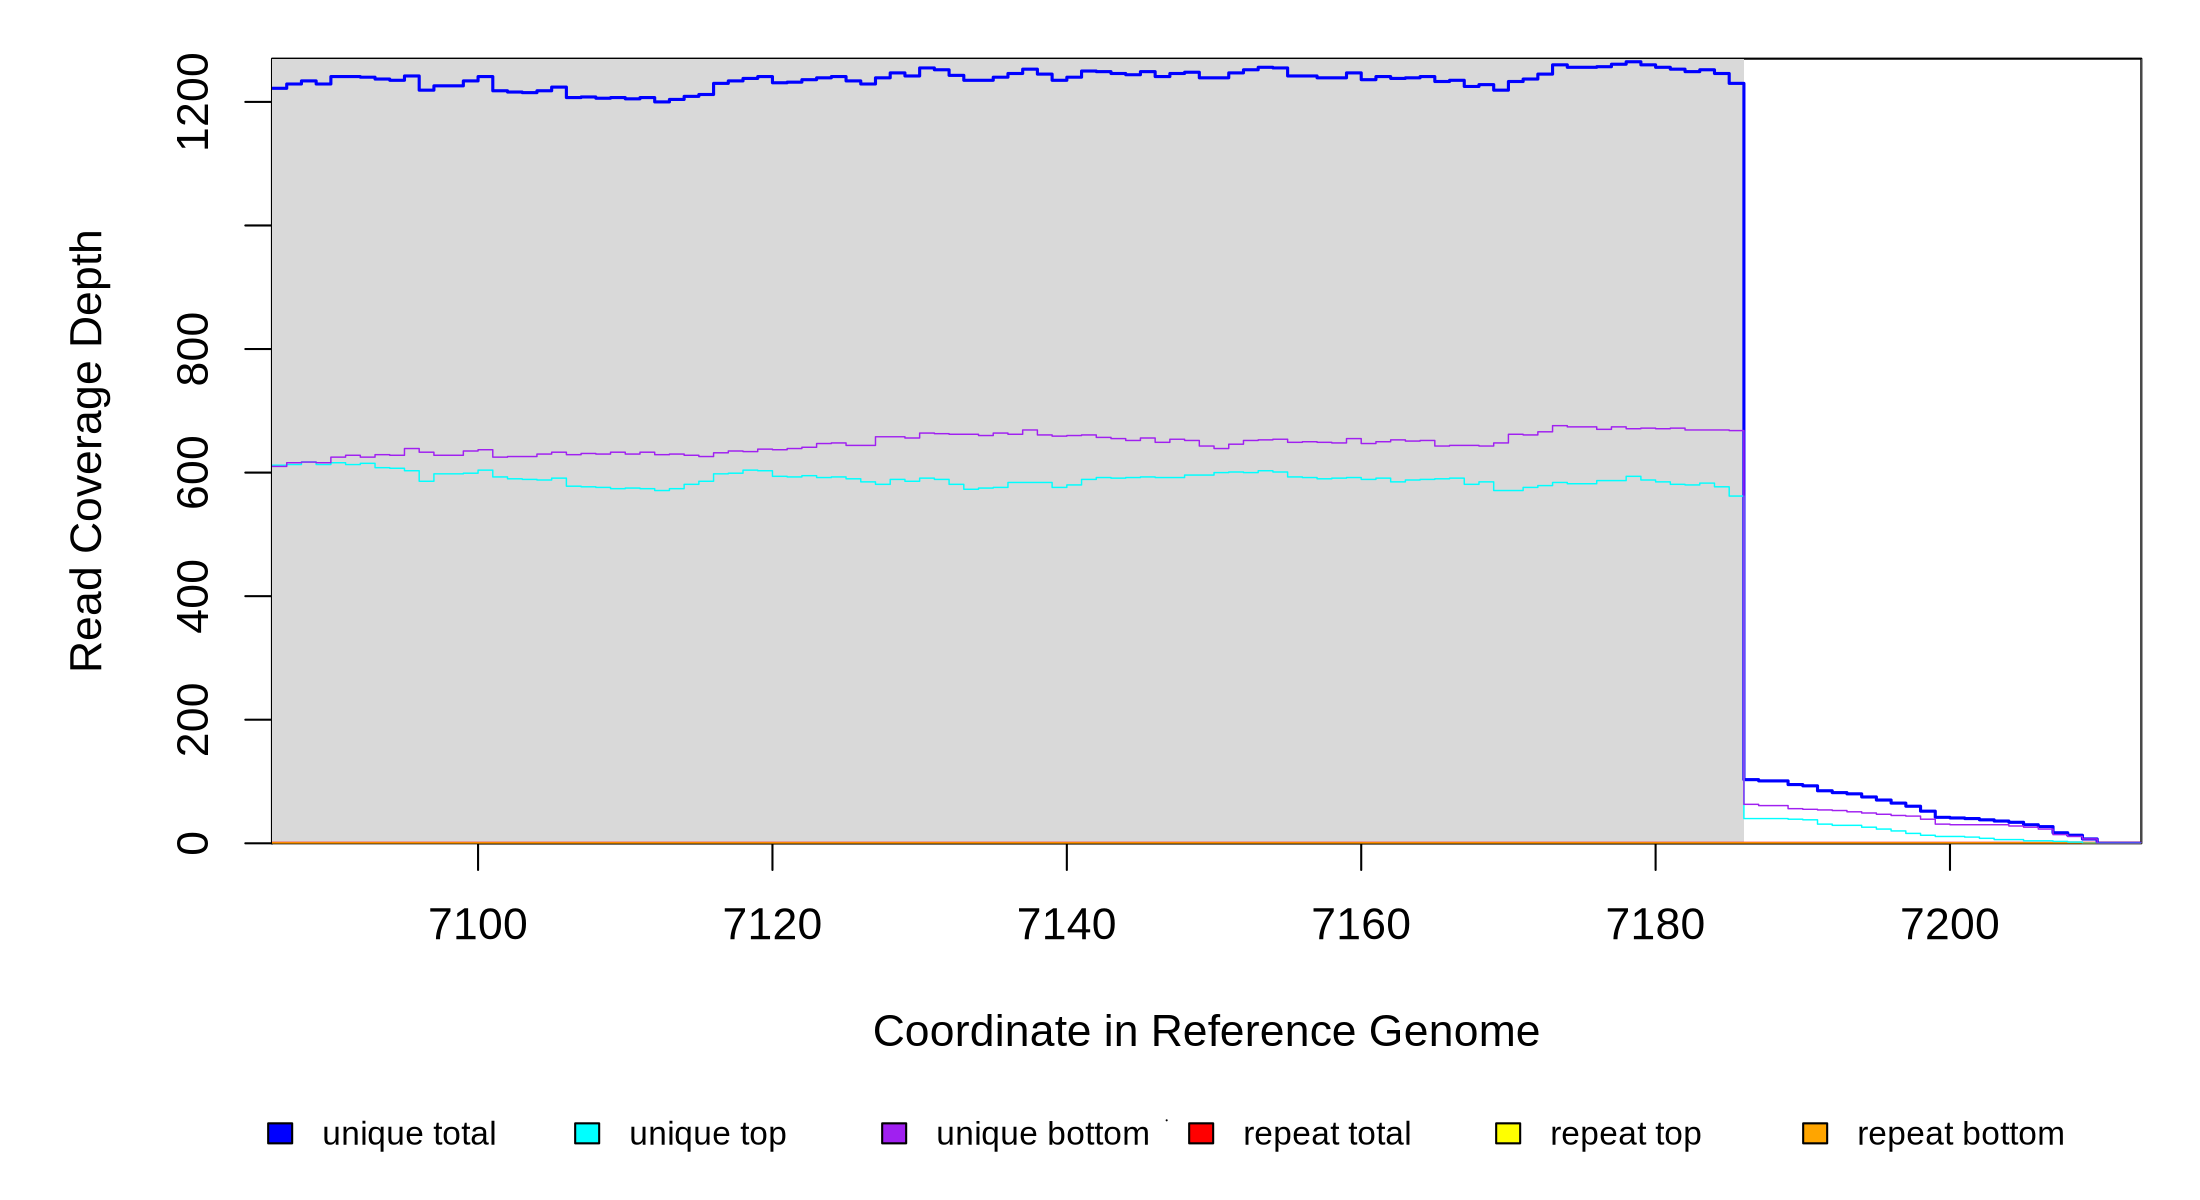 Read Coverage Depth
1200
800
600
400
200
0
7100 7120 7140 7160 7180 7200
Coordinate in Reference Genome
unique total unique top unique bottom repeat total repeat top repeat bottom